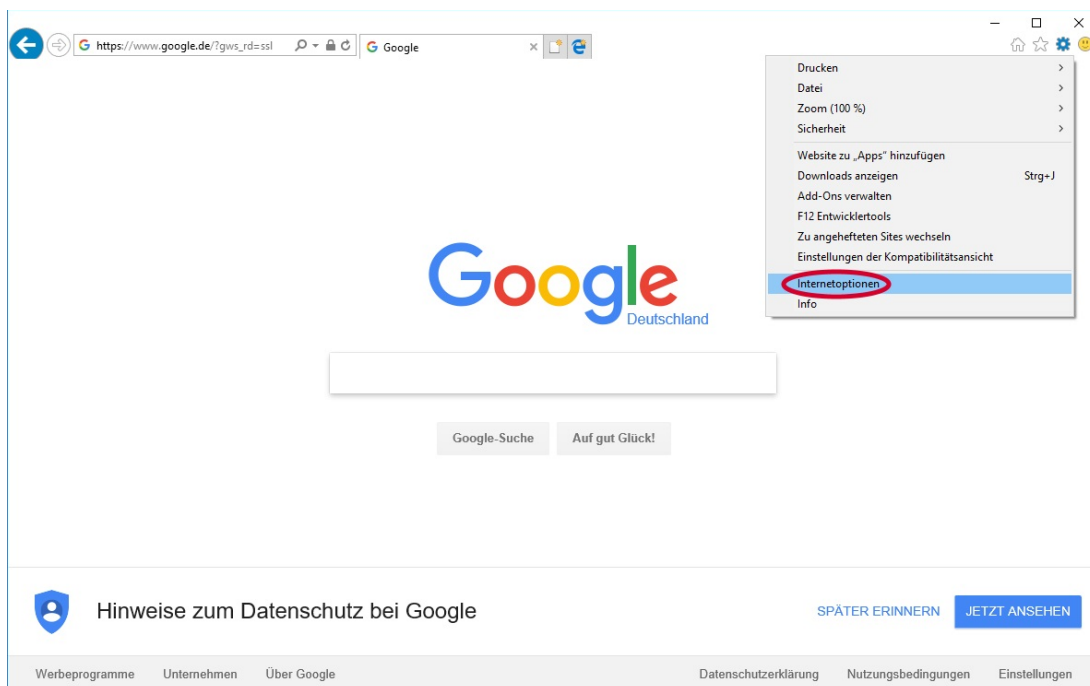 https://www.google.de/?gws_rd=ssl
Google
Drucken
Datei
Zoom (100 %)
Sicherheit
Website zu „Apps“ hinzufügen
Downloads anzeigen Strg+J
Add-Ons verwalten
F12 Entwicklertools
Zu angehefteten Sites wechseln
Einstellungen der Kompatibilitätsansicht
Internetoptionen
Info
Google
Deutschland
Google-Suche Auf gut Glück!
Hinweise zum Datenschutz bei Google SPÄTER ERINNERN JETZT ANSEHEN
Werbeprogramme Unternehmen Über Google Datenschutzerklärung Nutzungsbedingungen Einstellungen